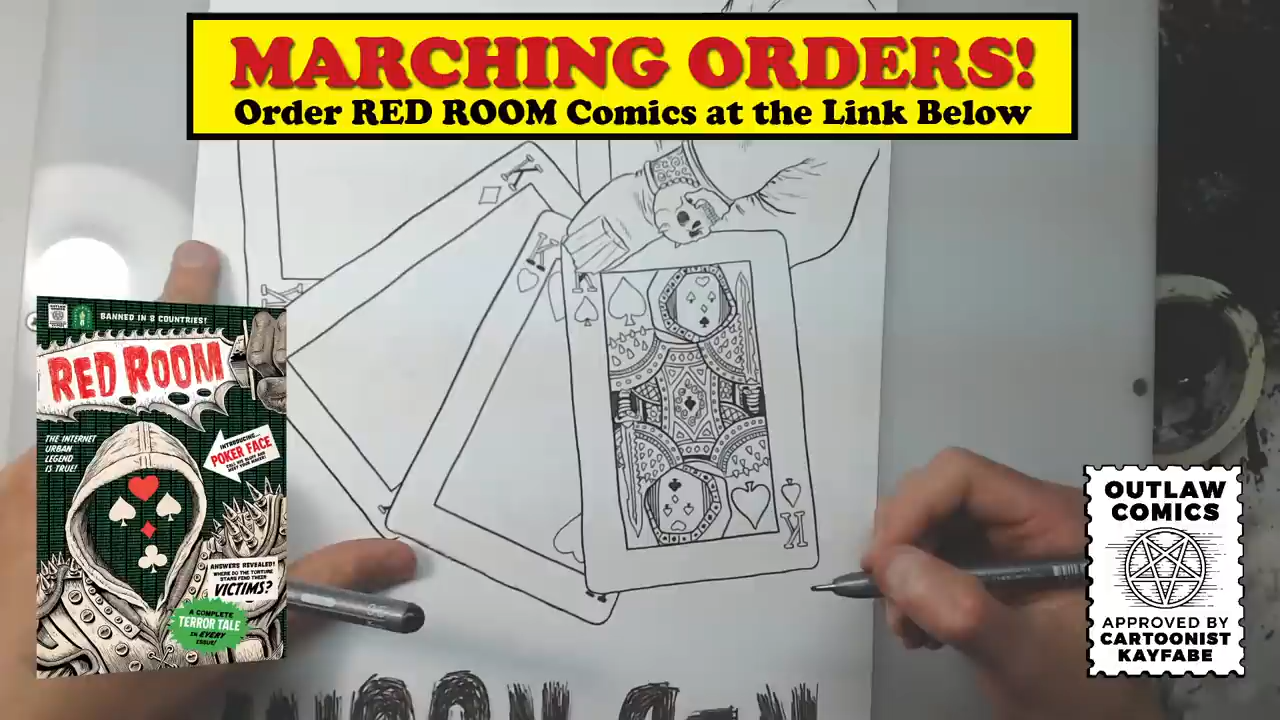 MARCHING ORDERS!
Order RED ROOM Comics at the Link Below
K
K
K
K
K
BANNED IN 8 COUNTRIES!
RED ROOM
THE INTERNET
URBAN
LEGEND
IS TRUE!
INTRODUCING...
POKER FACE
ANSWERS REVEALED!
WHERE DO THE TORTURE
STARS FIND THEIR
VICTIMS?
A COMPLETE
TERROR TALE
IN EVERY
ISSUE!
OUTLAW
COMICS
APPROVED BY
CARTOONIST
KAYFABE